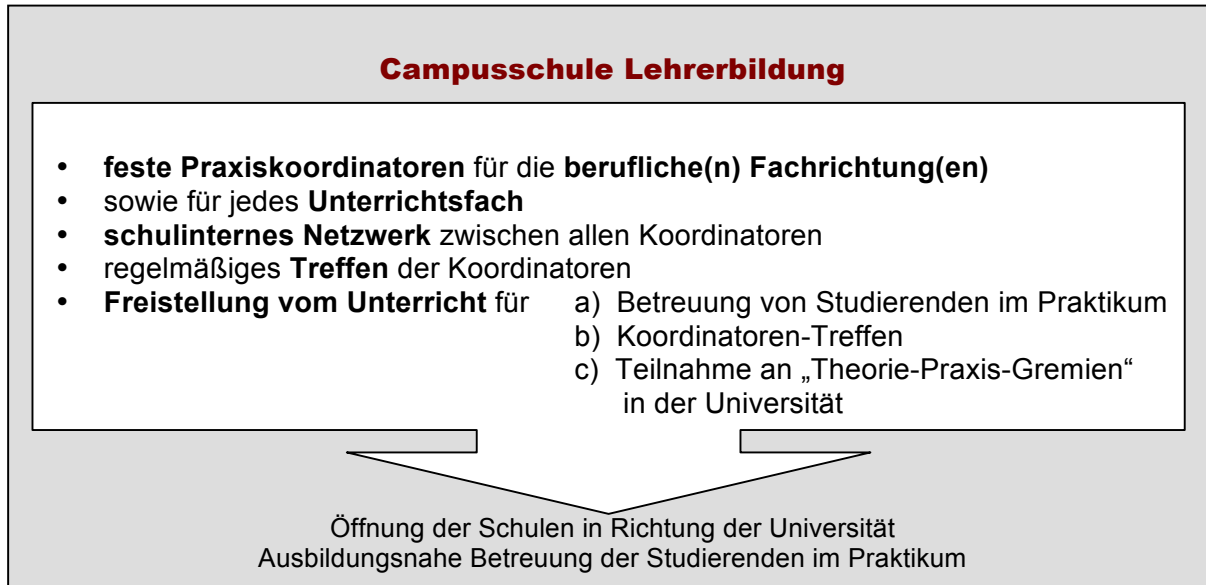 Campusschule Lehrerbildung
• feste Praxiskoordinatoren für die berufliche(n) Fachrichtung(en)
• sowie für jedes Unterrichtsfach
• schulinternes Netzwerk zwischen allen Koordinatoren
• regelmäßiges Treffen der Koordinatoren
• Freistellung vom Unterricht für a) Betreuung von Studierenden im Praktikum
b) Koordinatoren-Treffen
c) Teilnahme an „Theorie-Praxis-Gremien“
in der Universität
Öffnung der Schulen in Richtung der Universität
Ausbildungsnahe Betreuung der Studierenden im Praktikum